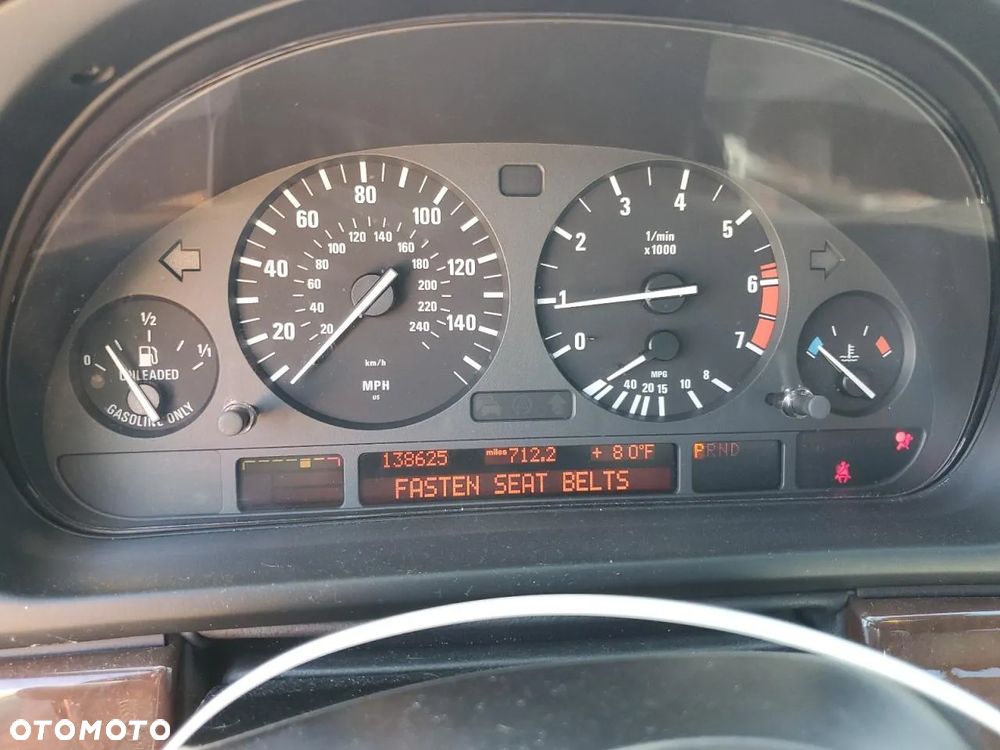 20 40 60 80 100 120 140
20 40 60 80 100 120 140 160 180 200 220 240
km/h
MPH
US
0 1 2 3 4 5 6 7
1/min
x1000
MPG
40 20 15 10 8
0 1/2 1/1
UNLEADED
GASOLINE ONLY
138625 miles 712.2 + 80°F
PRND
FASTEN SEAT BELTS
OTOMOTO